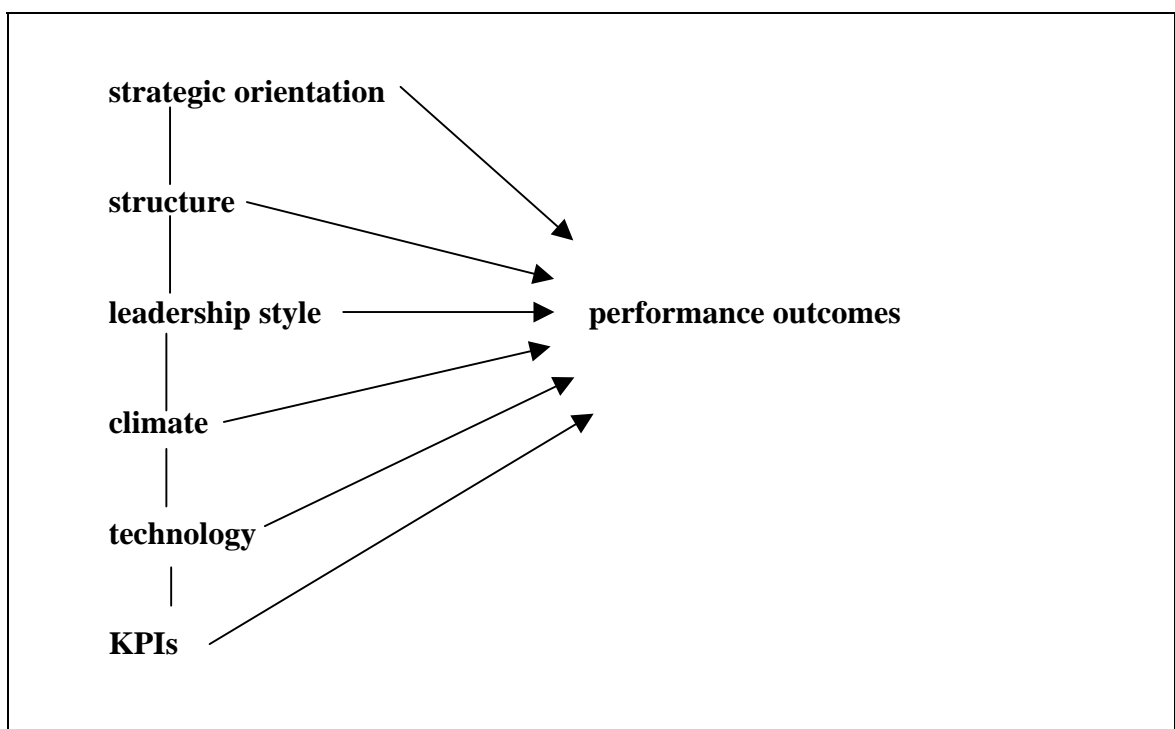 strategic orientation
structure
leadership style
performance outcomes
climate
technology
KPIs